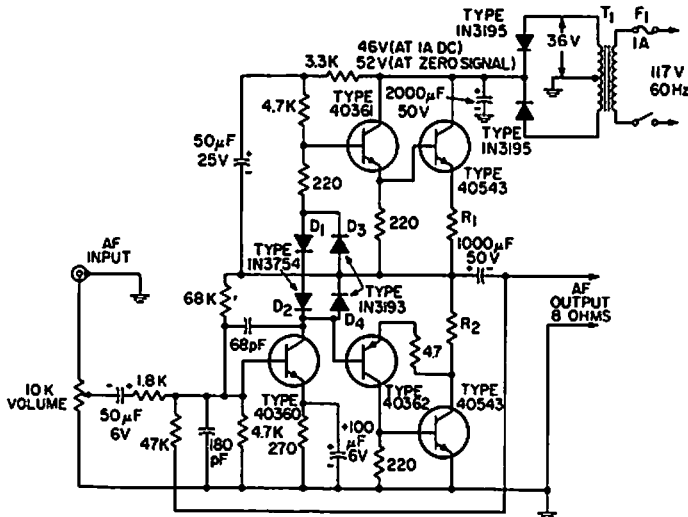 TYPE
1N3195
T1
F1
1A
36V
117V
60Hz
46V(AT 1A DC)
52V(AT ZERO SIGNAL)
3.3K
4.7K
TYPE
40361
2000μF
50V
TYPE
1N3195
50μF
25V
220
TYPE
40543
220
R1
1000μF
50V
AF
INPUT
D1
D3
TYPE
1N3754
TYPE
1N3193
AF
OUTPUT
8 OHMS
68K
D2
D4
R2
68pF
47
10K
VOLUME
1.8K
50μF
6V
TYPE
40362
TYPE
40543
TYPE
40360
47K
180
pF
4.7K
270
100
μF
6V
220